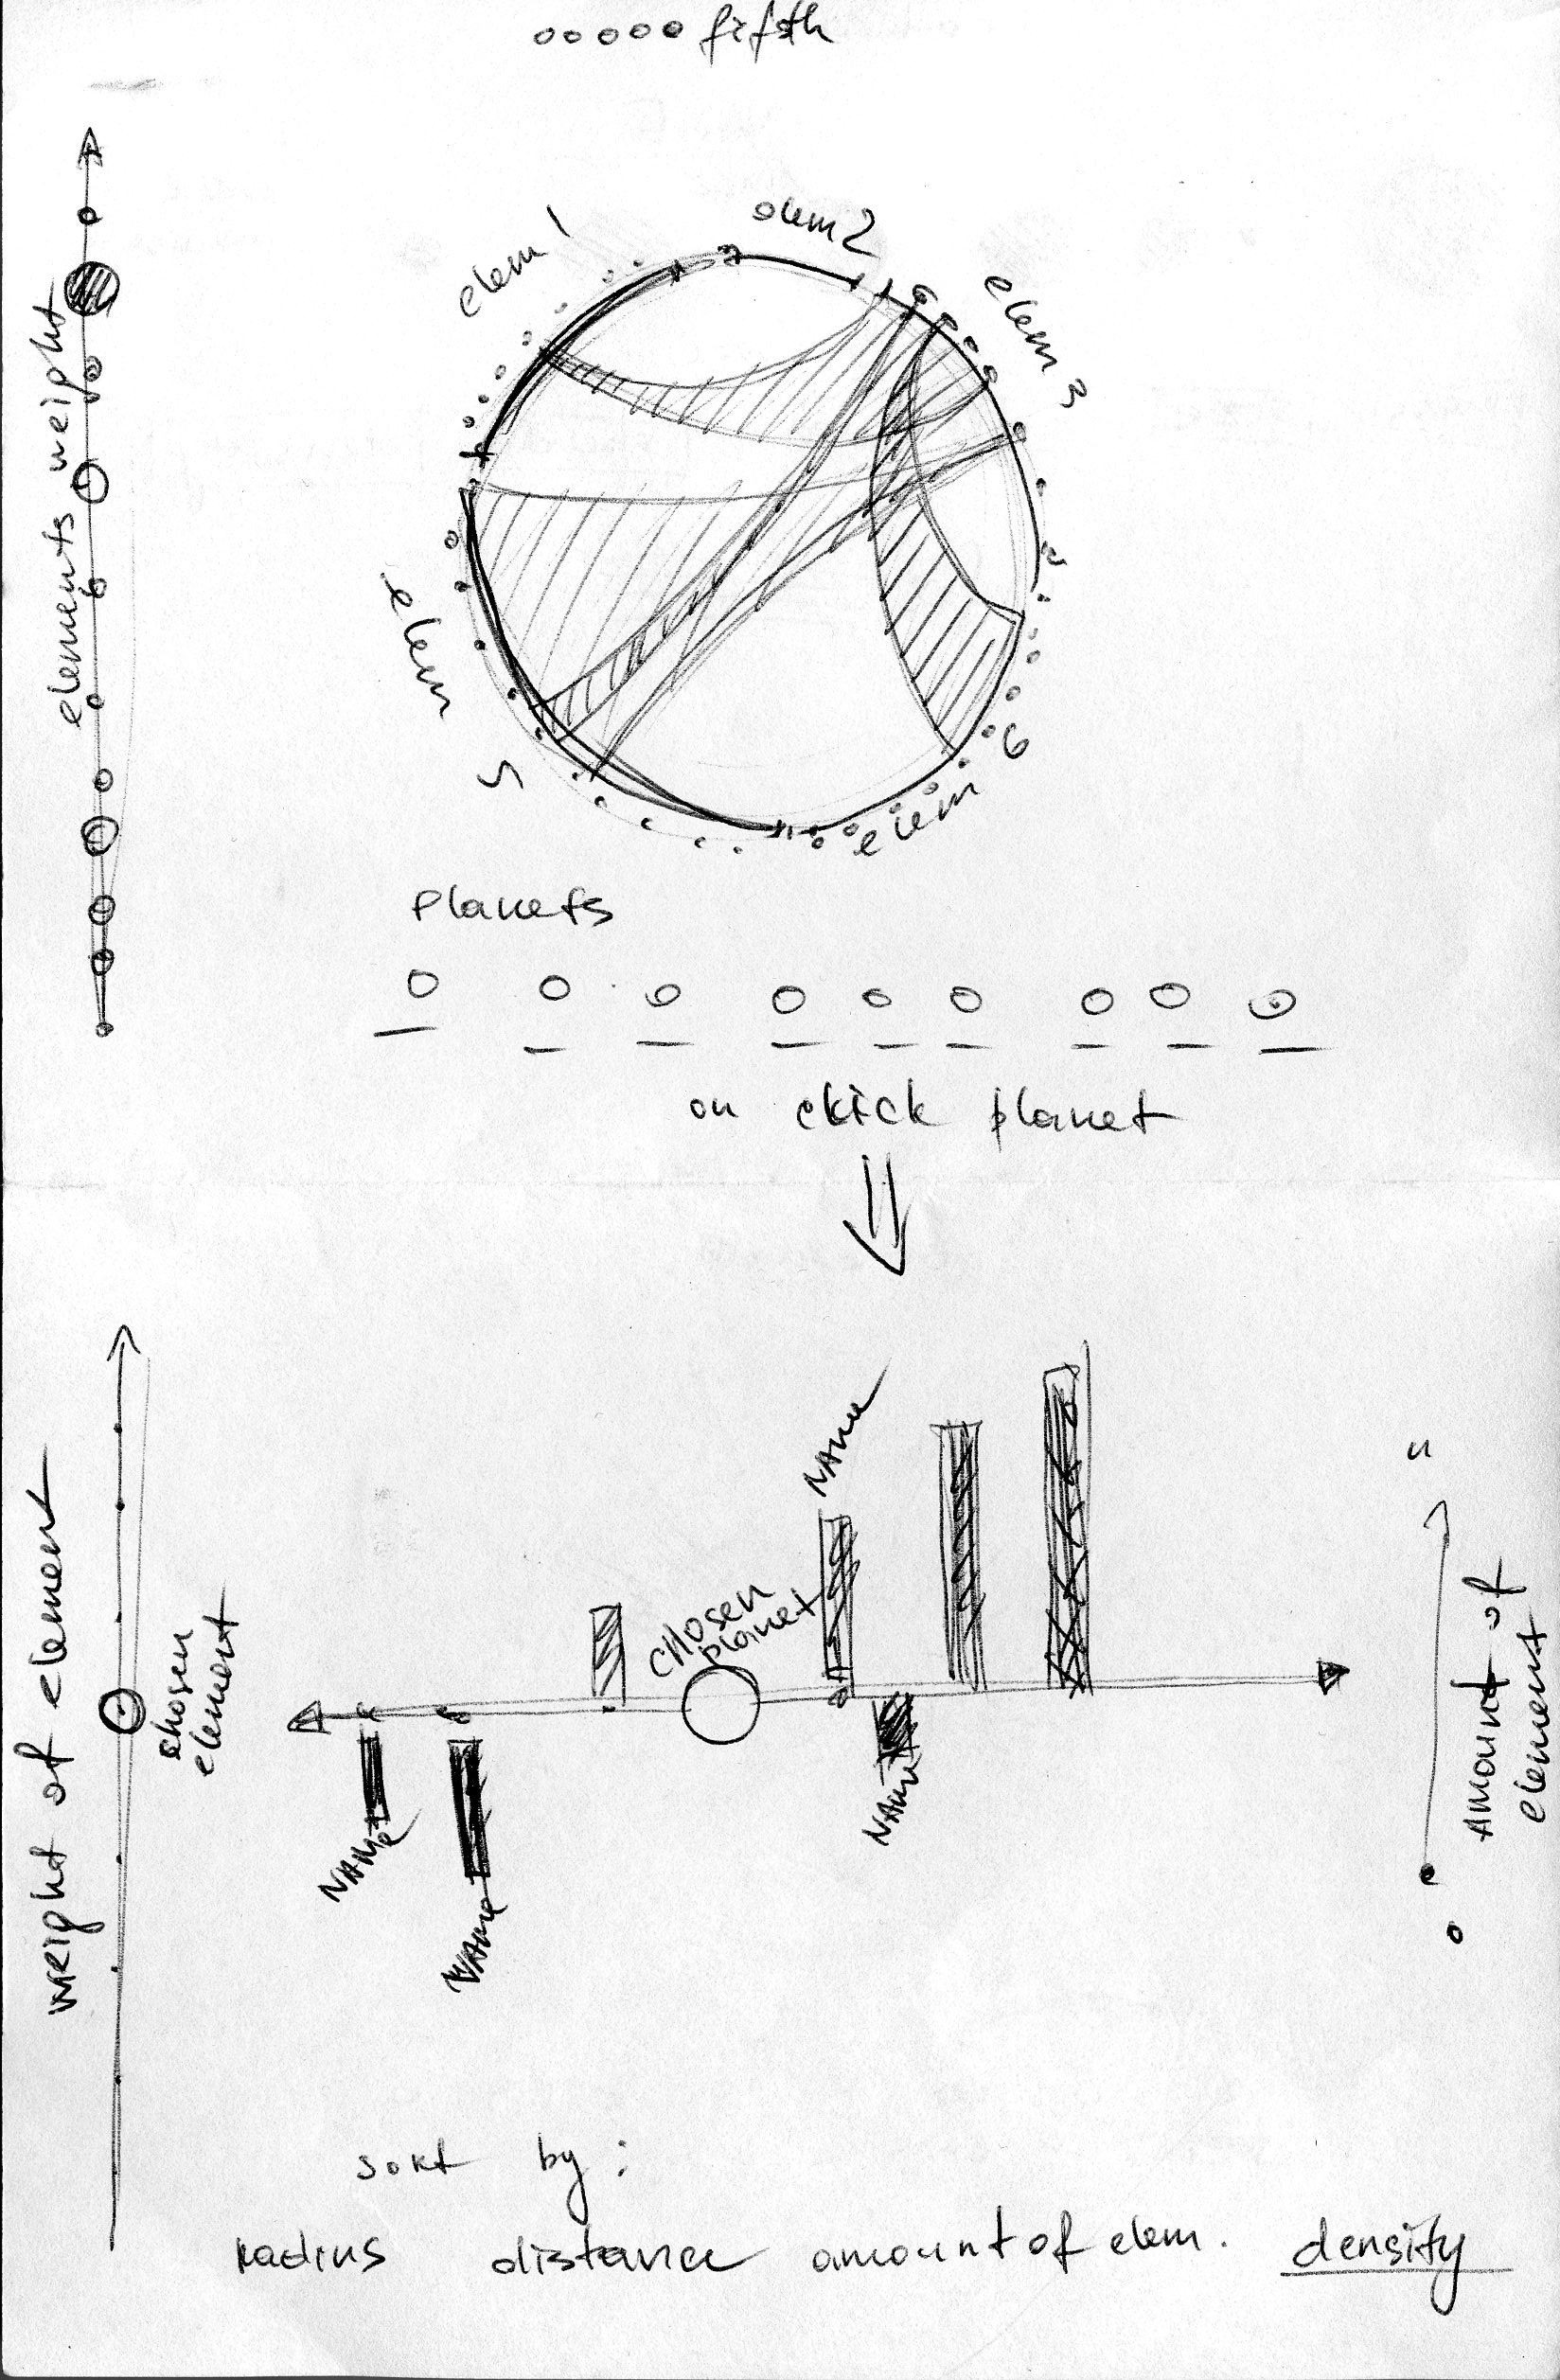 fifth
elem 1
elem 2
elem 3
elements weight
elem 5
elem 6
Planets
on click planet
NAME
"
weight of element
chosen element
CHOSEN planet
Amount of element
NAME
NAME
NAME
0
sort by:
radius distance amount of elem. density